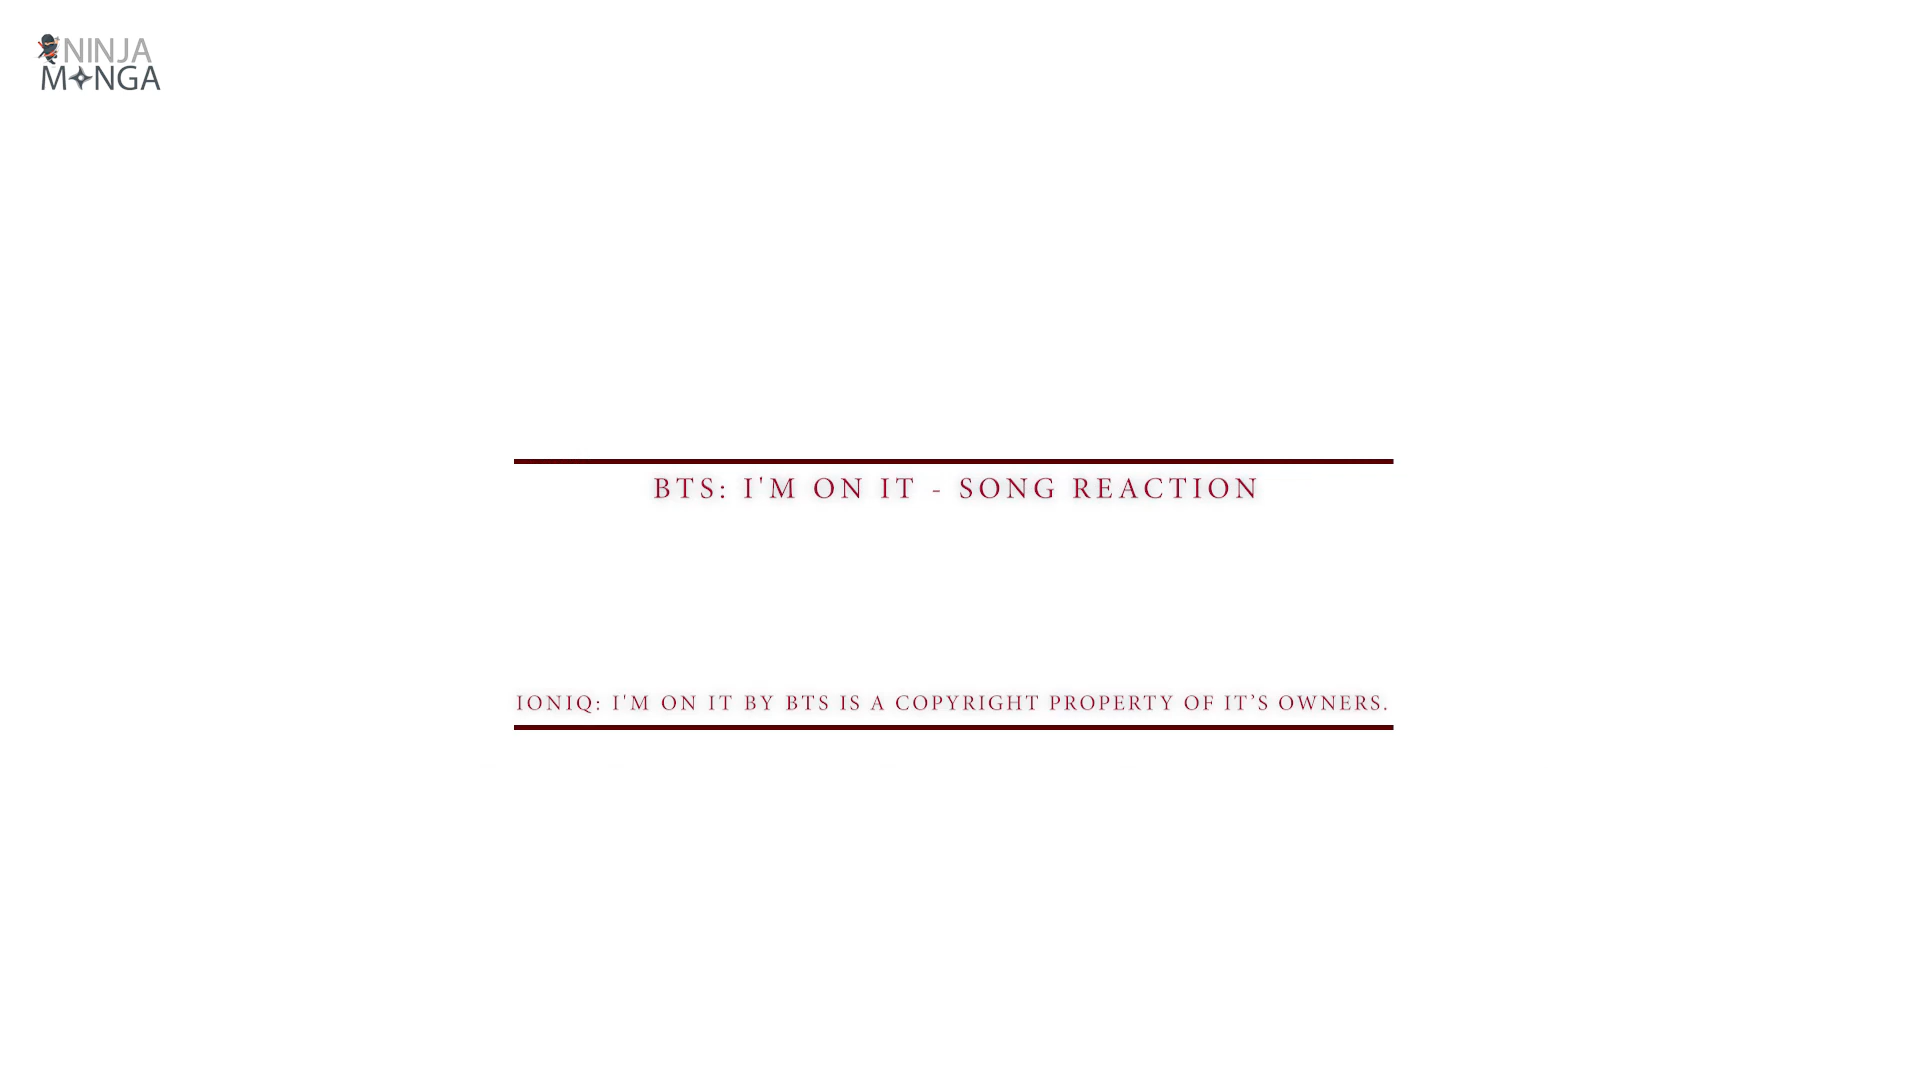 NINJA
MANGA
BTS: I'M ON IT - SONG REACTION
IONIQ: I'M ON IT BY BTS IS A COPYRIGHT PROPERTY OF IT’S OWNERS.